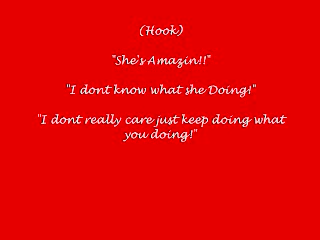 (Hook)
"She's Amazin!!"
"I dont know what she Doing!"
"I dont really care just keep doing what
you doing!"